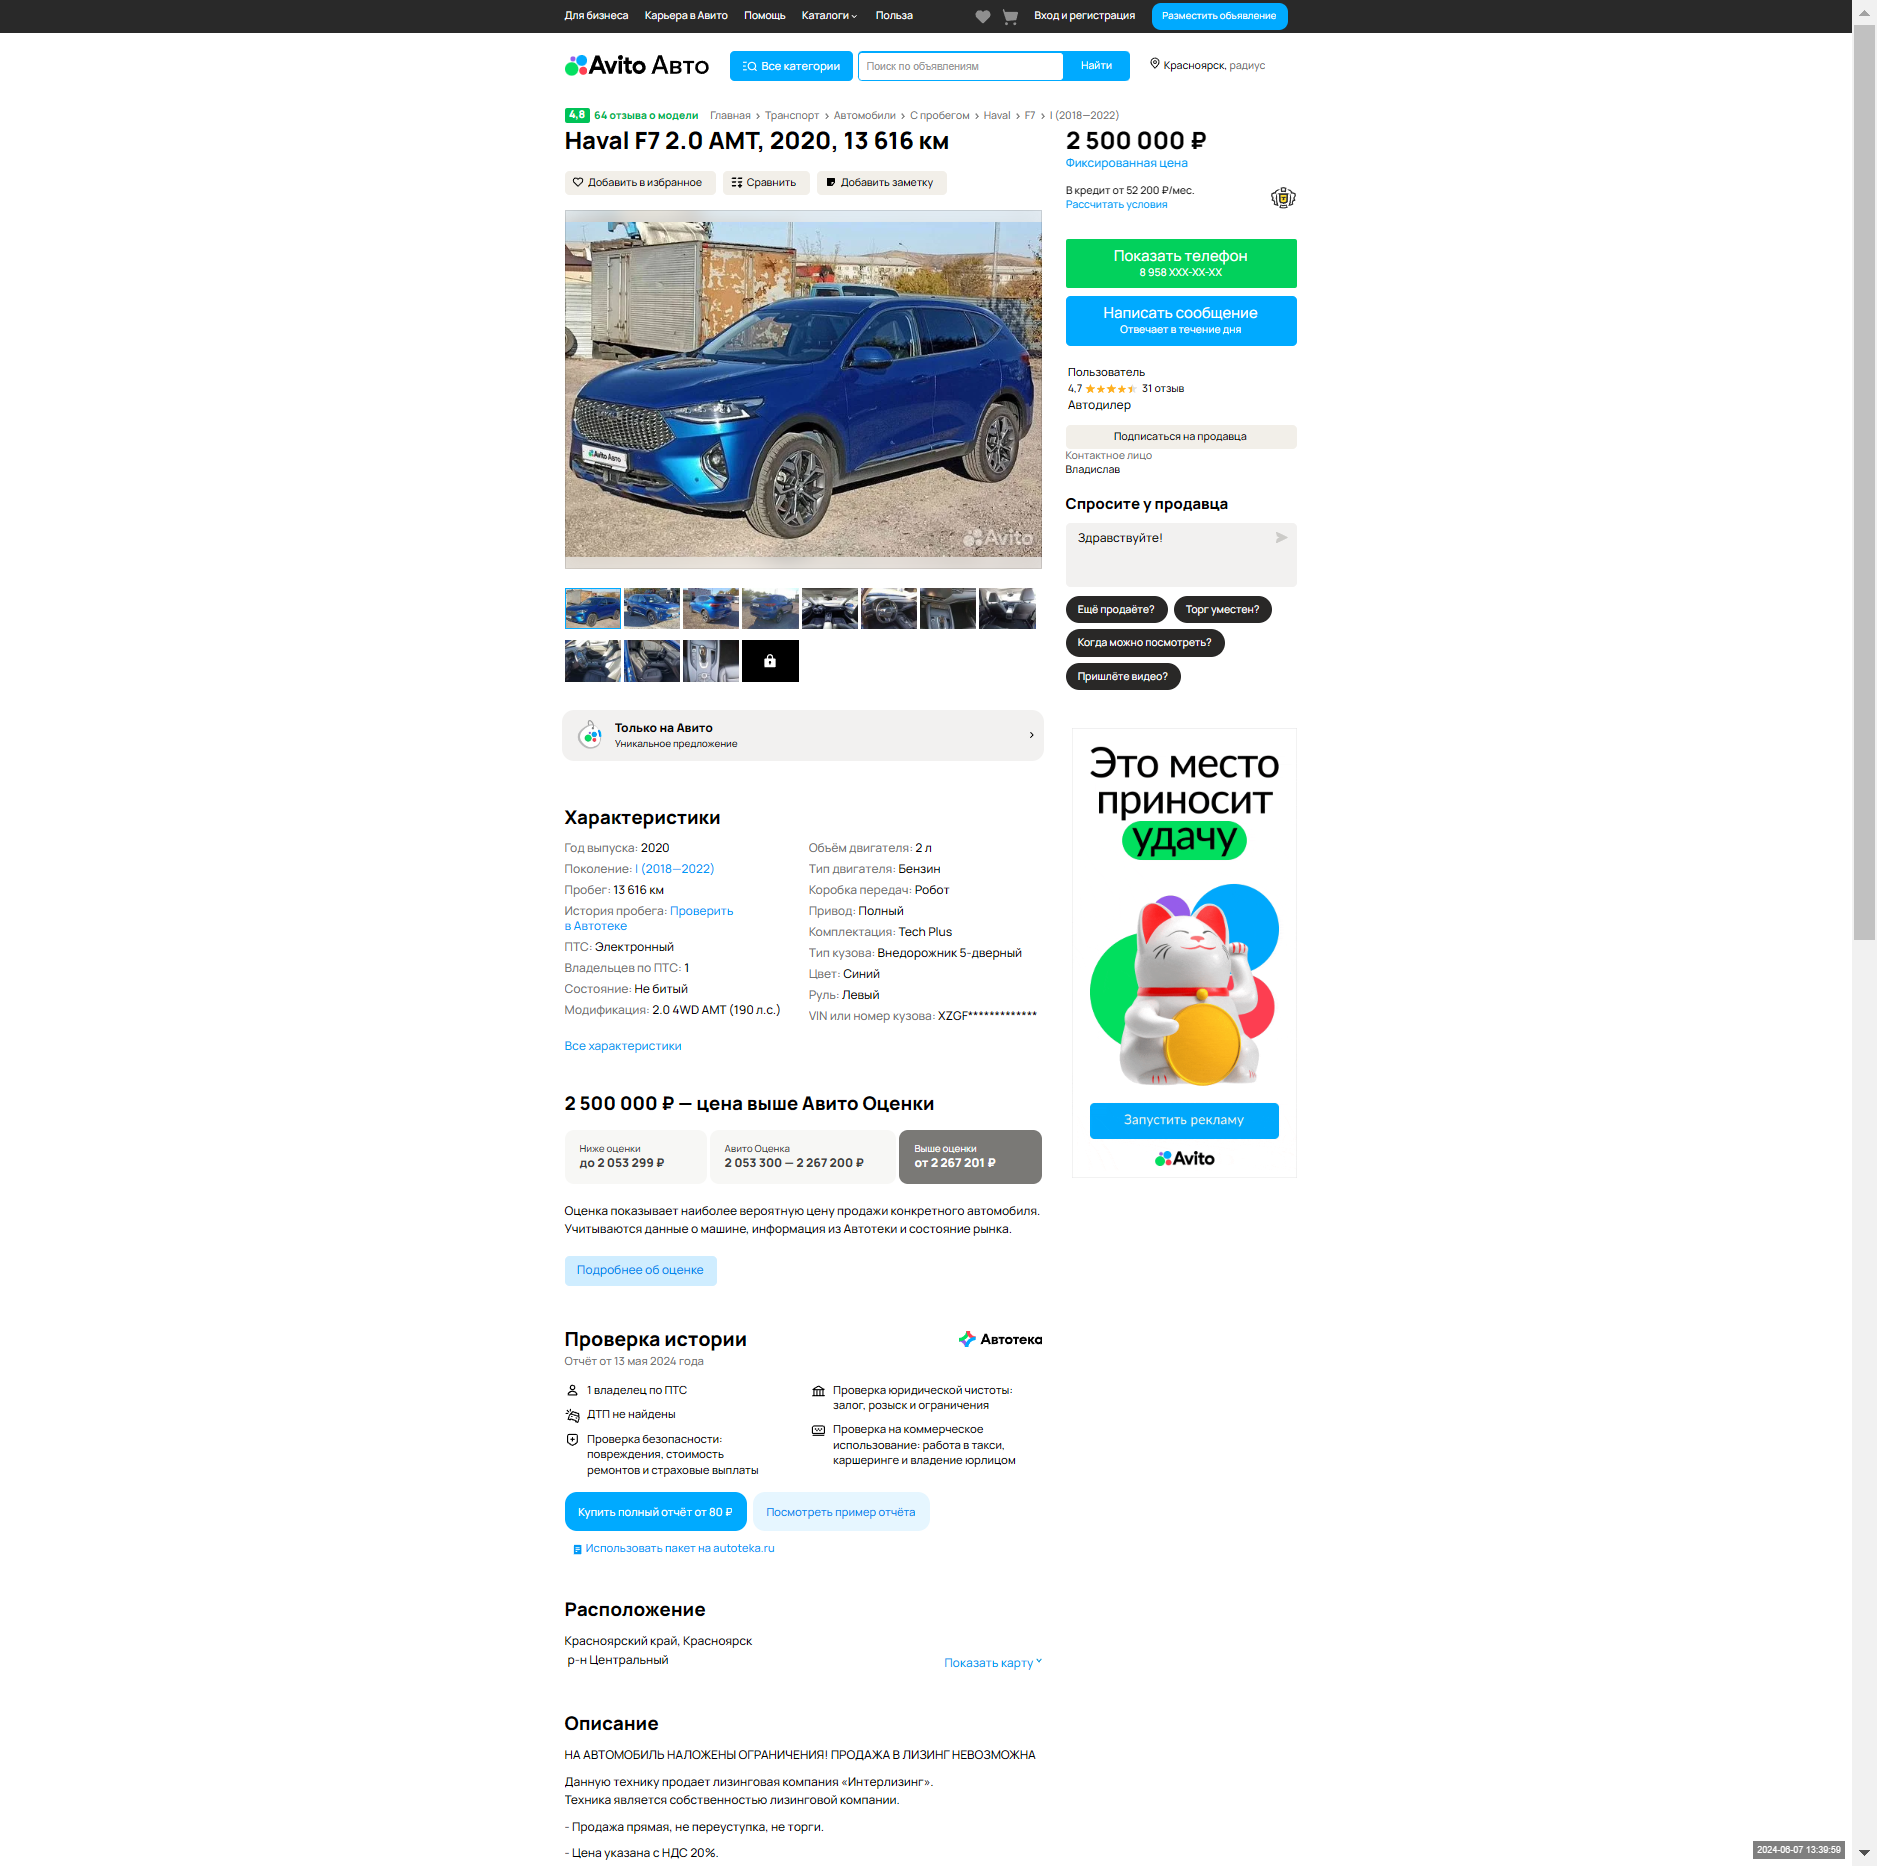 Для бизнеса Карьера в Авито Помощь Каталоги Польза Вход и регистрация Разместить объявление
Avito Авто Все категории Поиск по объявлениям Найти Красноярск, радиус
4,8 64 отзыва о модели Главная › Транспорт › Автомобили › С пробегом › Haval › F7 › I (2018—2022)
Haval F7 2.0 AMT, 2020, 13 616 км
Добавить в избранное Сравнить Добавить заметку
Avito Авто
Avito
Только на Авито
Уникальное предложение
Характеристики
Год выпуска: 2020
Поколение: I (2018—2022)
Пробег: 13 616 км
История пробега: Проверить
в Автотеке
ПТС: Электронный
Владельцев по ПТС: 1
Состояние: Не битый
Модификация: 2.0 4WD AMT (190 л.с.)
Объём двигателя: 2 л
Тип двигателя: Бензин
Коробка передач: Робот
Привод: Полный
Комплектация: Tech Plus
Тип кузова: Внедорожник 5-дверный
Цвет: Синий
Руль: Левый
VIN или номер кузова: XZGF*************
Все характеристики
2 500 000 ₽ — цена выше Авито Оценки
Ниже оценки
до 2 053 299 ₽
Авито Оценка
2 053 300 — 2 267 200 ₽
Выше оценки
от 2 267 201 ₽
Оценка показывает наиболее вероятную цену продажи конкретного автомобиля.
Учитываются данные о машине, информация из Автотеки и состояние рынка.
Подробнее об оценке
Проверка истории
Автотека
Отчёт от 13 мая 2024 года
1 владелец по ПТС
ДТП не найдены
Проверка безопасности:
повреждения, стоимость
ремонтов и страховые выплаты
Проверка юридической чистоты:
залог, розыск и ограничения
Проверка на коммерческое
использование: работа в такси,
каршеринге и владение юрлицом
Купить полный отчёт от 80 ₽ Посмотреть пример отчёта
Использовать пакет на autoteka.ru
Расположение
Красноярский край, Красноярск
р-н Центральный
Показать карту
Описание
НА АВТОМОБИЛЬ НАЛОЖЕНЫ ОГРАНИЧЕНИЯ! ПРОДАЖА В ЛИЗИНГ НЕВОЗМОЖНА
Данную технику продает лизинговая компания «Интерлизинг».
Техника является собственностью лизинговой компании.
- Продажа прямая, не переуступка, не торги.
- Цена указана с НДС 20%.
2 500 000 ₽
Фиксированная цена
В кредит от 52 200 ₽/мес.
Рассчитать условия
Показать телефон
8 958 XXX-XX-XX
Написать сообщение
Отвечает в течение дня
Пользователь
4,7 31 отзыв
Автодилер
Подписаться на продавца
Контактное лицо
Владислав
Спросите у продавца
Здравствуйте!
Ещё продаёте? Торг уместен?
Когда можно посмотреть?
Пришлёте видео?
Это место
приносит
удачу
Запустить рекламу
Avito
2024-06-07 13:39:59